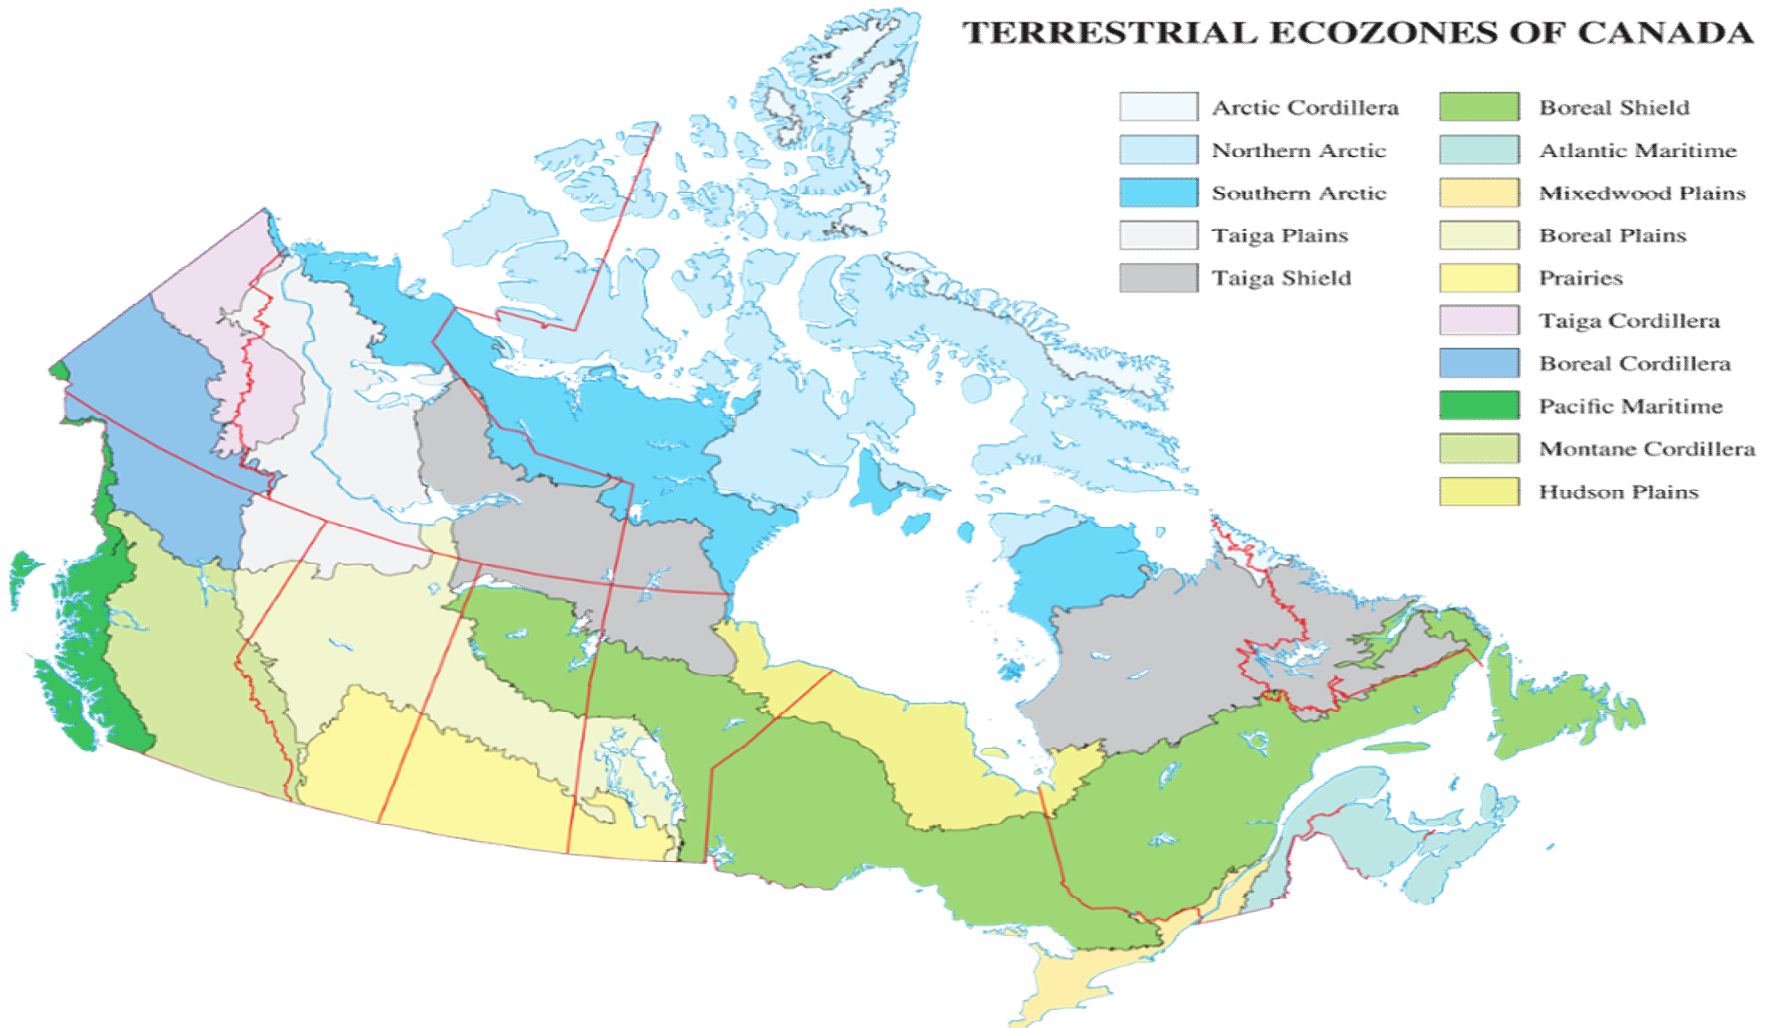 TERRESTRIAL ECOZONES OF CANADA
Arctic Cordillera
Northern Arctic
Southern Arctic
Taiga Plains
Taiga Shield
Boreal Shield
Atlantic Maritime
Mixedwood Plains
Boreal Plains
Prairies
Taiga Cordillera
Boreal Cordillera
Pacific Maritime
Montane Cordillera
Hudson Plains